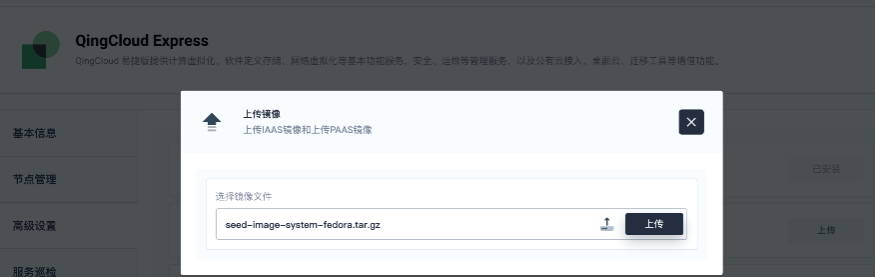 QingCloud Express
QingCloud 易捷版提供计算虚拟化、软件定义存储、网络虚拟化等基本功能服务、安全、运维等管理服务、以及公有云接入、桌面云、迁移工具等增值功能。
上传镜像
上传IAAS镜像和上传PAAS镜像
基本信息
已安装
节点管理
选择镜像文件
seed-image-system-fedora.tar.gz
上传
高级设置
上传
服务巡检